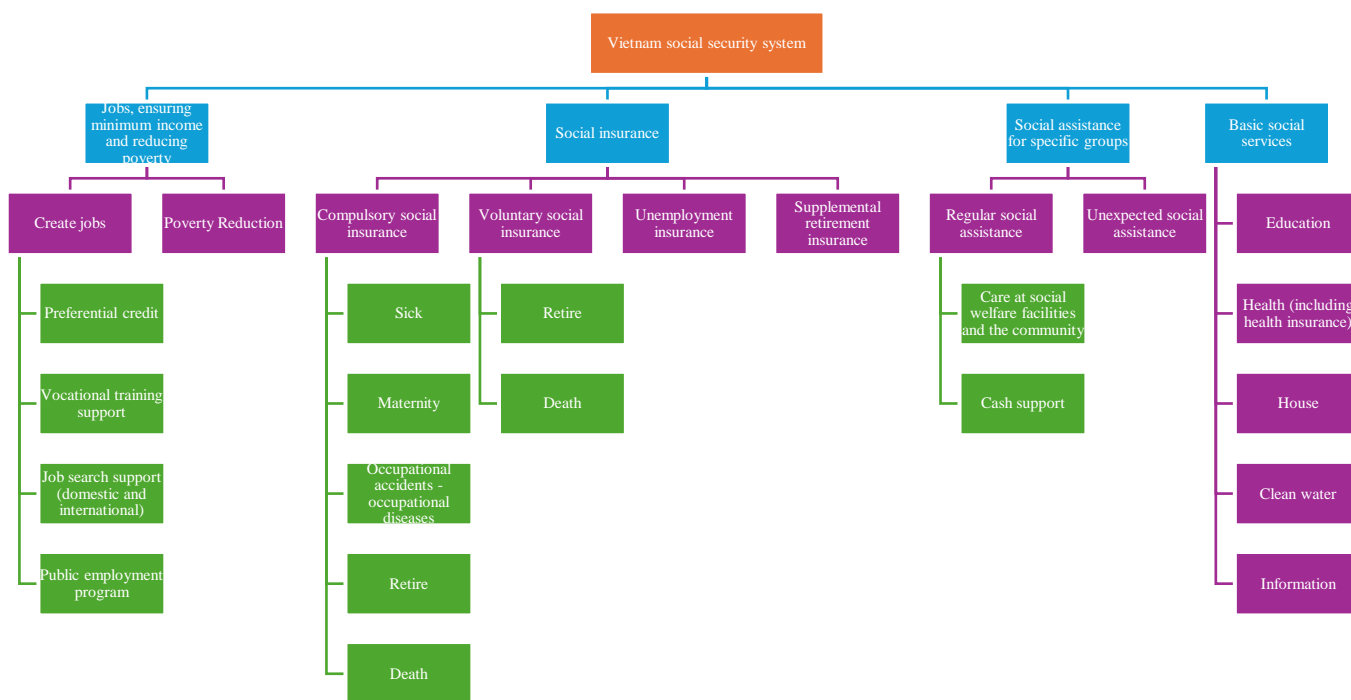 Vietnam social security system
Jobs, ensuring
minimum income
and reducing
poverty
Social insurance
Social assistance
for specific groups
Basic social
services
Create jobs
Poverty Reduction
Compulsory social
insurance
Voluntary social
insurance
Unemployment
insurance
Supplemental
retirement
insurance
Regular social
assistance
Unexpected social
assistance
Education
Preferential credit
Sick
Retire
Care at social
welfare facilities
and the community
Health (including
health insurance)
Vocational training
support
Maternity
Death
Cash support
House
Job search support
(domestic and
international)
Occupational
accidents -
occupational
diseases
Clean water
Public employment
program
Retire
Information
Death